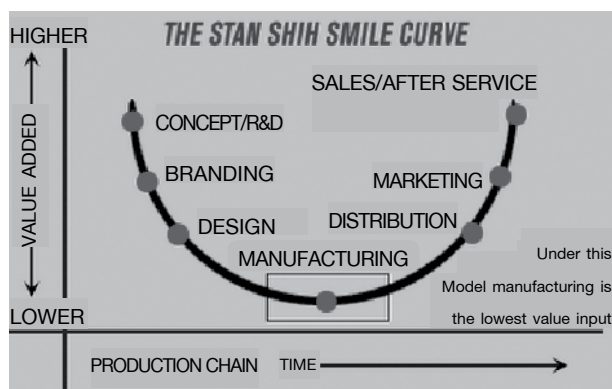 THE STAN SHIH SMILE CURVE
HIGHER
SALES/AFTER SERVICE
CONCEPT/R&D
BRANDING
MARKETING
VALUE ADDED
DESIGN
DISTRIBUTION
MANUFACTURING
Under this
Model manufacturing is
the lowest value input
LOWER
PRODUCTION CHAIN
TIME